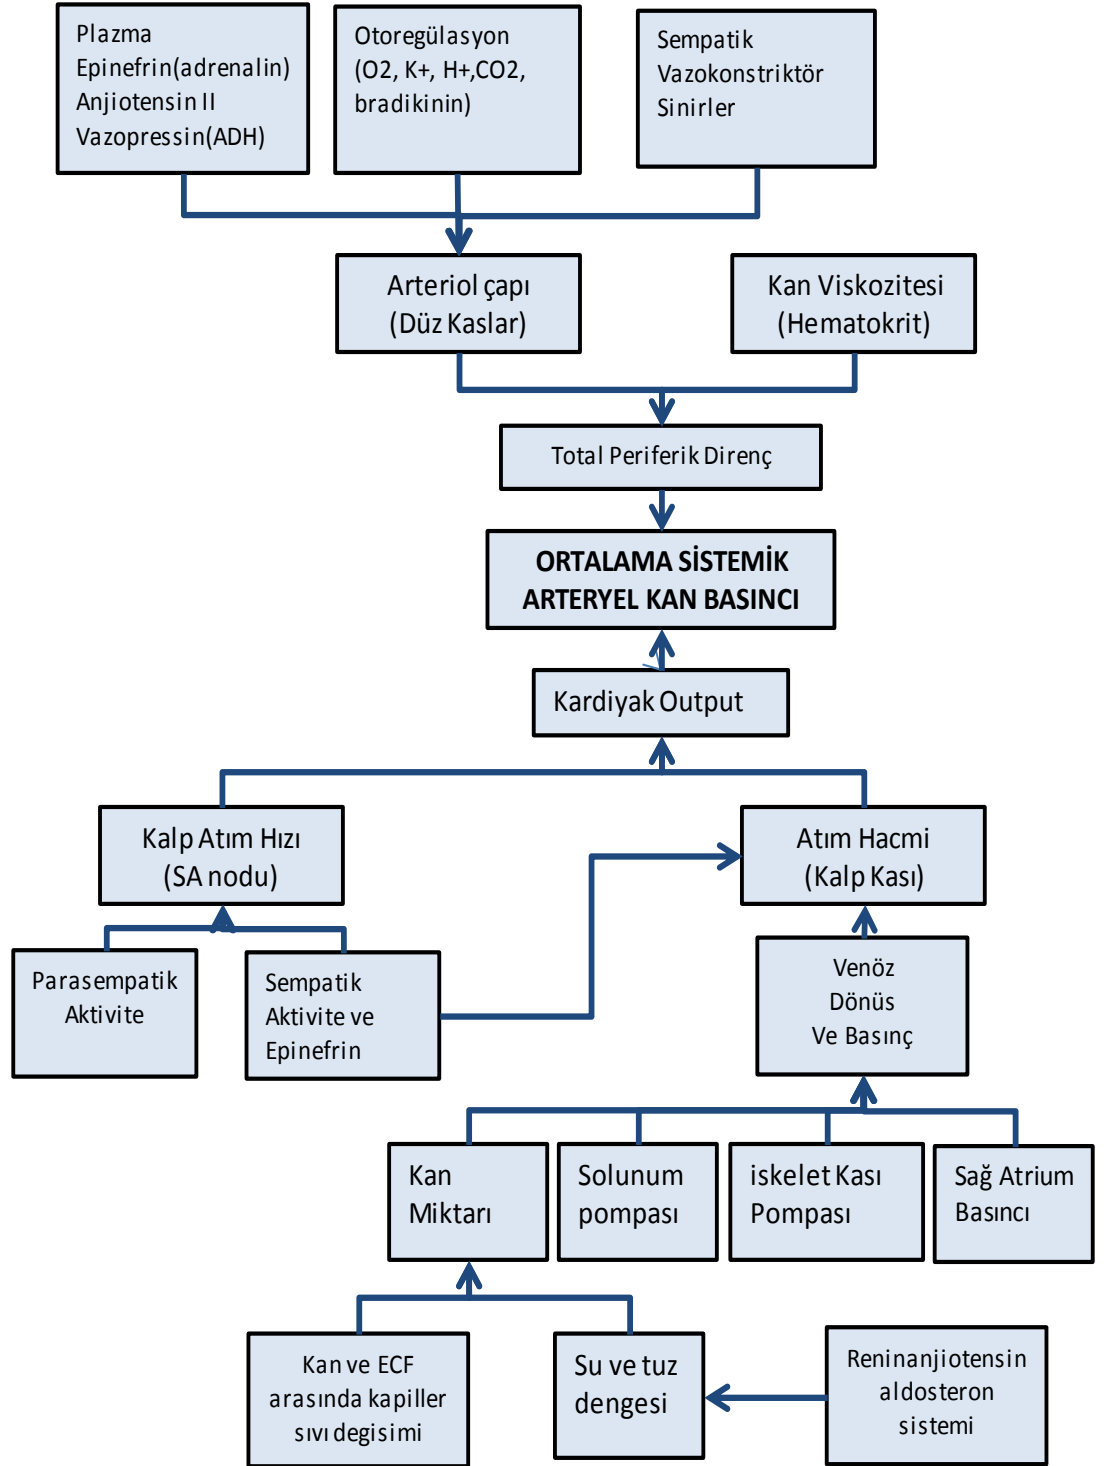 Plazma
Epinefrin(adrenalin)
Anjiotensin II
Vazopressin(ADH)
Otoregülasyon
(O2, K+, H+,CO2,
bradikinin)
Sempatik
Vazokonstriktör
Sinirler
Arteriol çapı
(Düz Kaslar)
Kan Viskozitesi
(Hematokrit)
Total Periferik Direnç
ORTALAMA SİSTEMİK
ARTERYEL KAN BASINCI
Kardiyak Output
Kalp Atım Hızı
(SA nodu)
Atım Hacmi
(Kalp Kası)
Parasempatik
Aktivite
Sempatik
Aktivite ve
Epinefrin
Venöz
Dönüs
Ve Basınç
Kan
Miktarı
Solunum
pompası
iskelet Kası
Pompası
Sağ Atrium
Basıncı
Kan ve ECF
arasında kapiller
sıvı degisimi
Su ve tuz
dengesi
Reninanjiotensin
aldosteron
sistemi